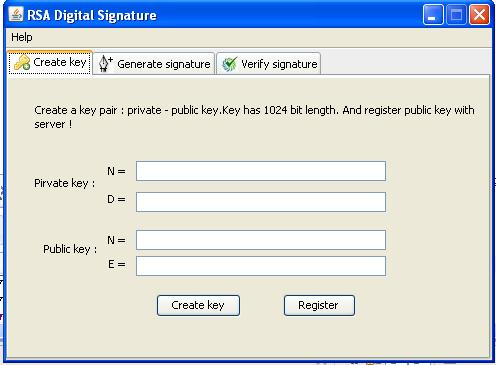 RSA Digital Signature
Help
Create key Generate signature Verify signature
Create a key pair : private - public key.Key has 1024 bit length. And register public key with
server !
N =
Pirvate key :
D =
N =
Public key :
E =
Create key Register